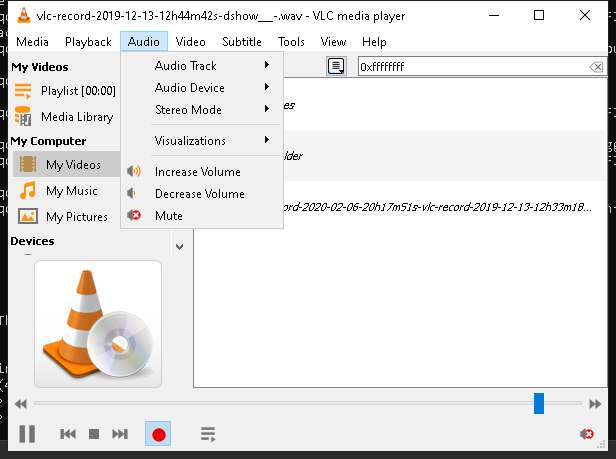 vlc-record-2019-12-13-12h44m42s-dshow___-.wav - VLC media player
Media Playback Audio Video Subtitle Tools View Help
My Videos
Playlist [00:00]
Media Library
My Computer
My Videos
My Music
My Pictures
Devices
Audio Track
Audio Device
Stereo Mode
Visualizations
Increase Volume
Decrease Volume
Mute
0xffffffff
es
lder
ord-2020-02-06-20h17m51s-vlc-record-2019-12-13-12h33m18...